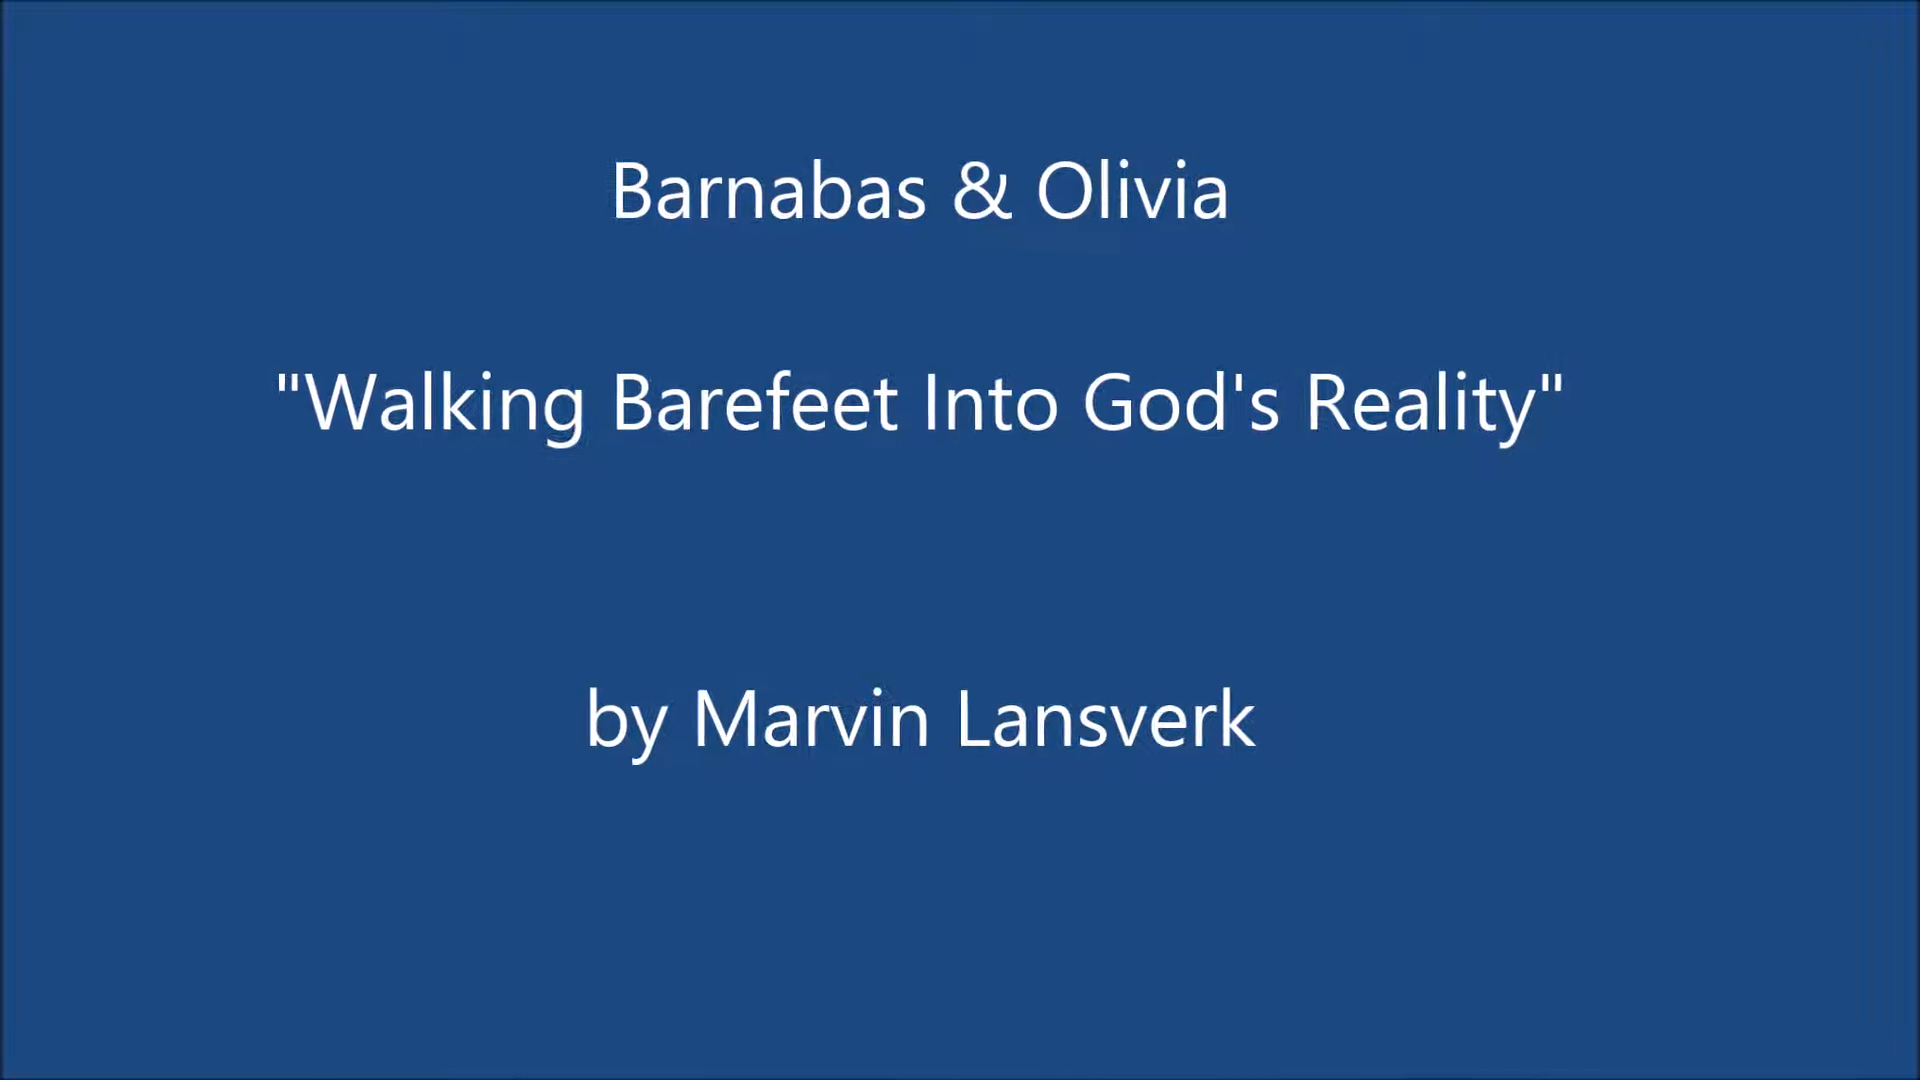 Barnabas & Olivia
"Walking Barefeet Into God's Reality"
by Marvin Lansverk